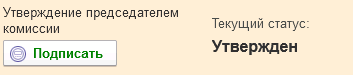 Утверждение председателем
комиссии
Подписать
Текущий статус:
Утвержден